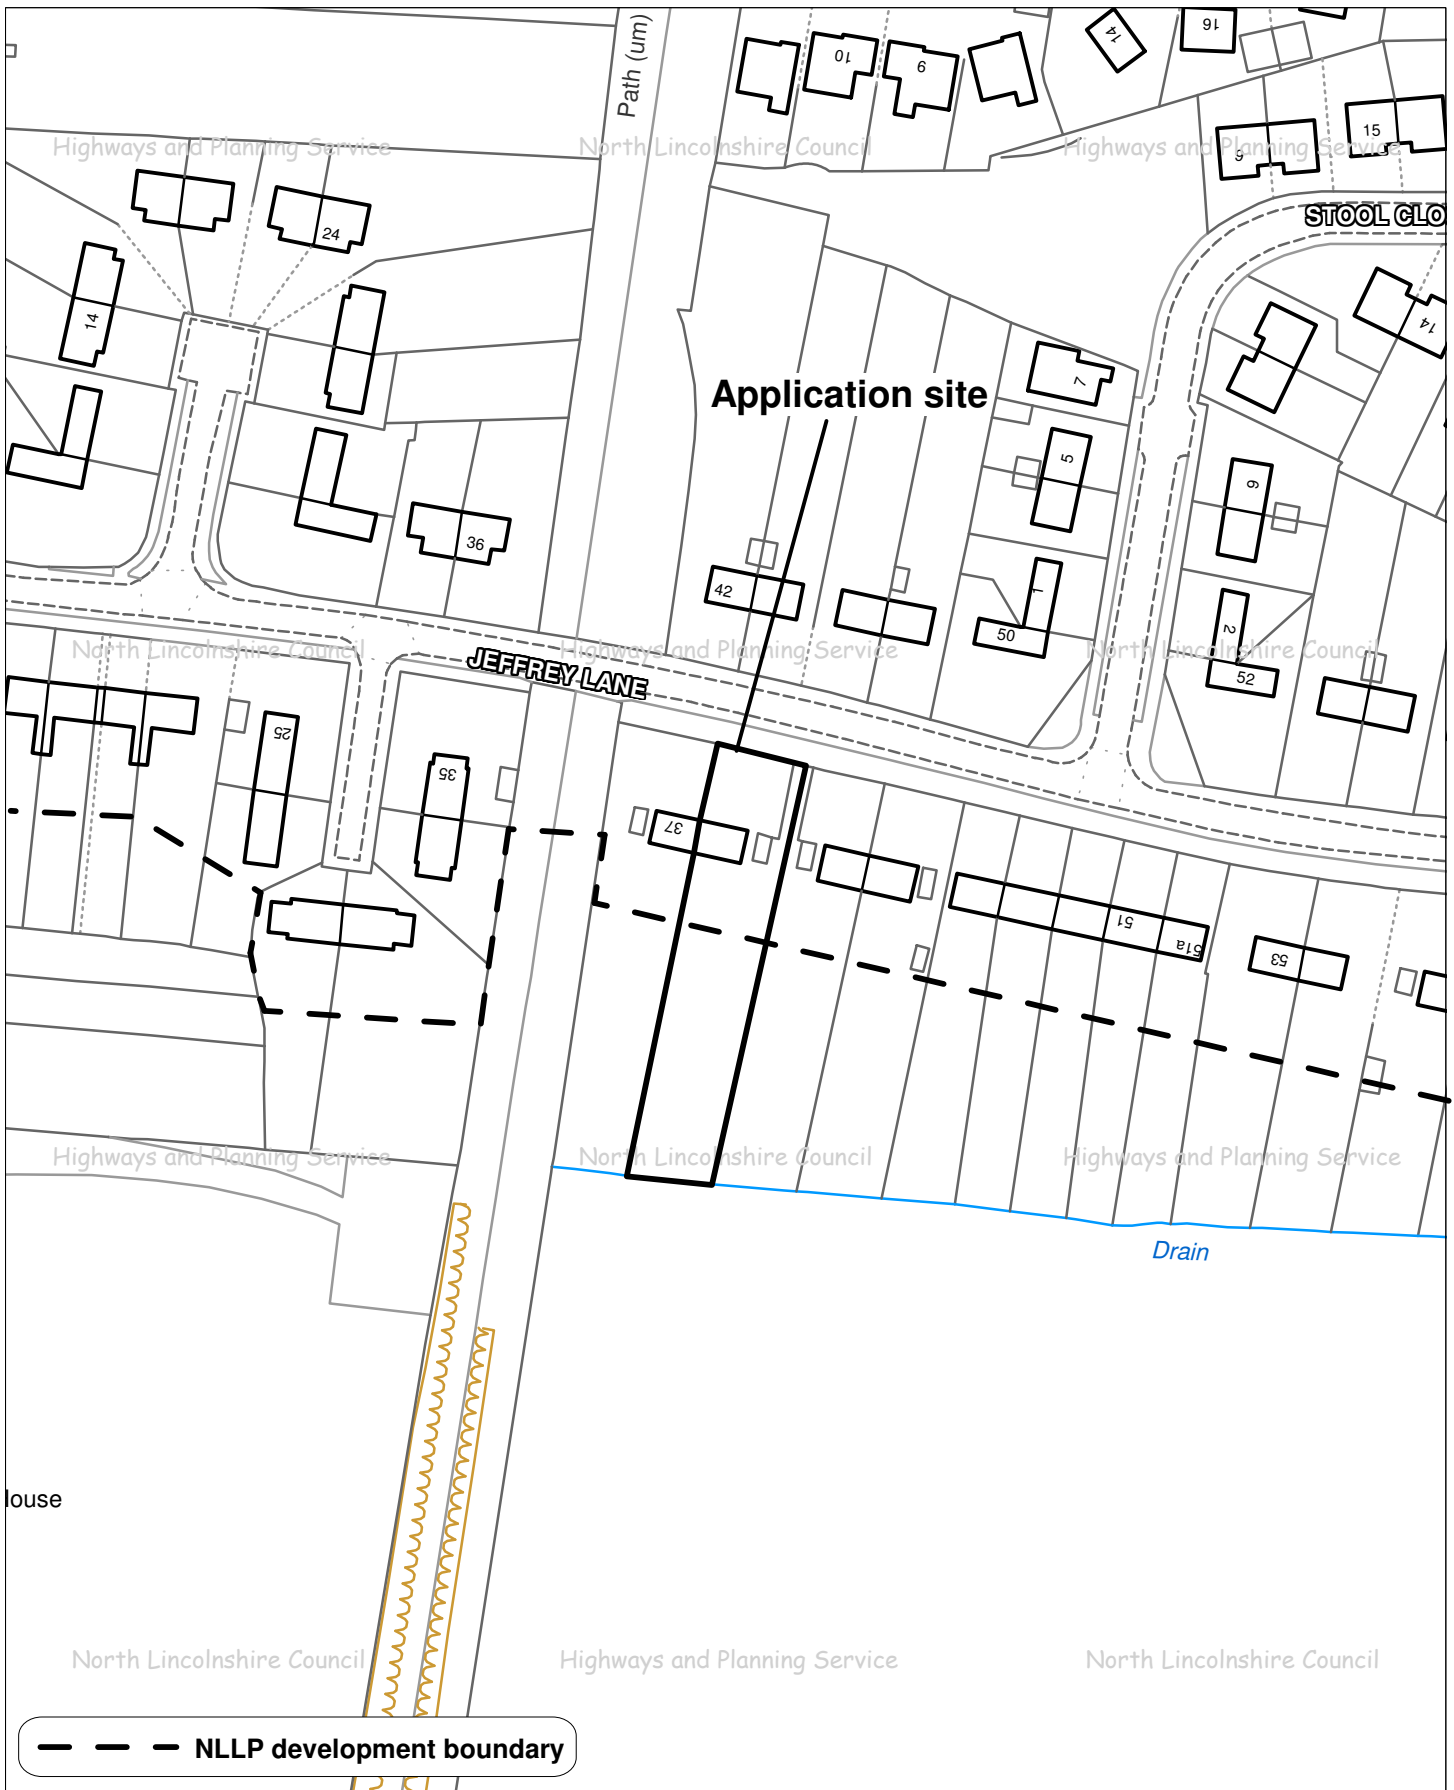 Path (um)
10
6
14
16
9
15
Highways and Planning Service
North Lincolnshire Council
Highways and Planning Service
STOOL CLO
24
14
14
7
Application site
5
9
36
42
1
50
2
52
North Lincolnshire Council
Highways and Planning Service
North Lincolnshire Council
JEFFREY LANE
25
35
37
51
51a
53
Highways and Planning Service
North Lincolnshire Council
Highways and Planning Service
Drain
louse
North Lincolnshire Council
Highways and Planning Service
North Lincolnshire Council
NLLP development boundary